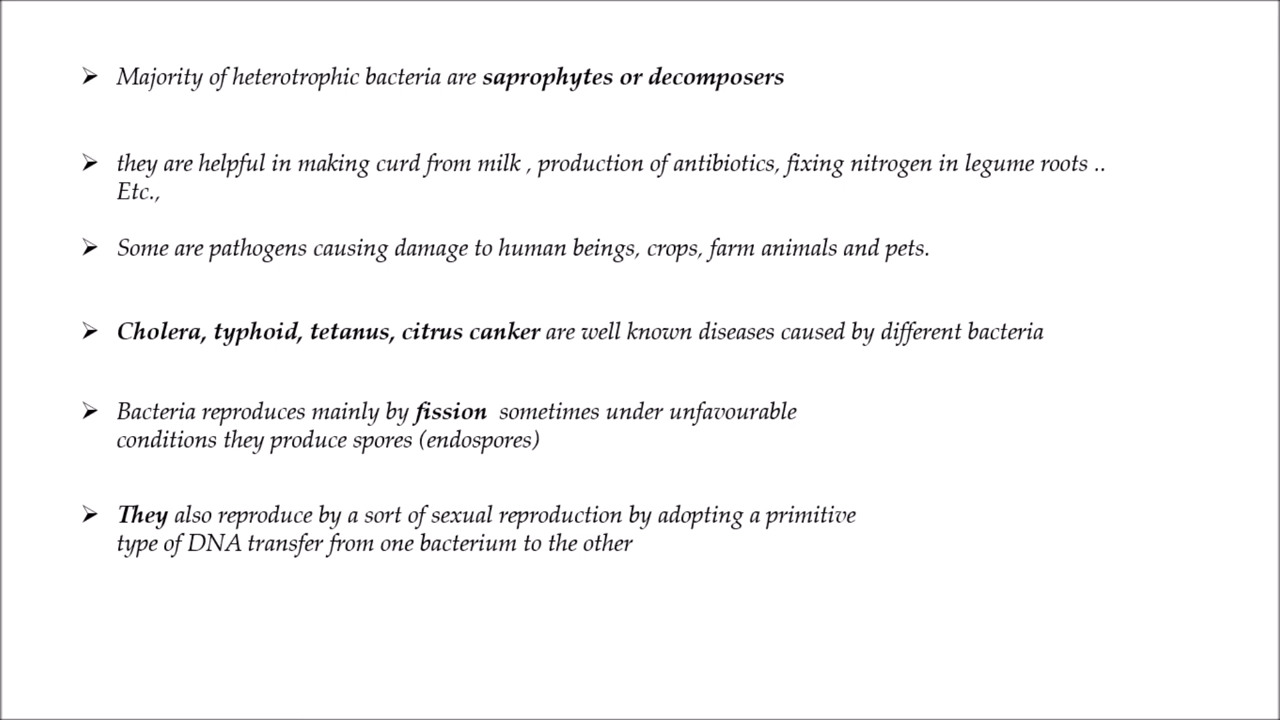 ➢ Majority of heterotrophic bacteria are saprophytes or decomposers
➢ they are helpful in making curd from milk , production of antibiotics, fixing nitrogen in legume roots ..
Etc.,
➢ Some are pathogens causing damage to human beings, crops, farm animals and pets.
➢ Cholera, typhoid, tetanus, citrus canker are well known diseases caused by different bacteria
➢ Bacteria reproduces mainly by fission  sometimes under unfavourable
conditions they produce spores (endospores)
➢ They also reproduce by a sort of sexual reproduction by adopting a primitive
type of DNA transfer from one bacterium to the other